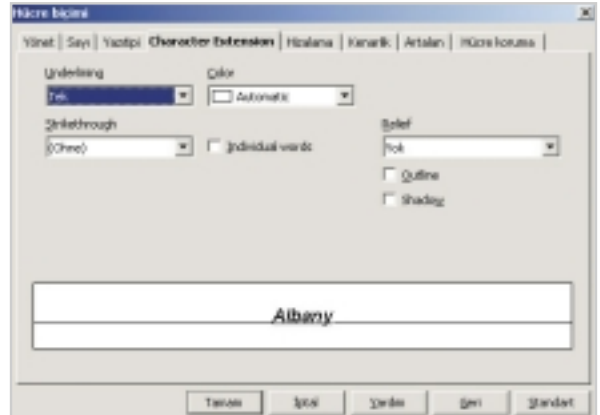 Hücre biçimi
Yönet Sayı Yazıtipi Character Extension Hizalama Kenarlık Artalan Hücre koruma
Underlining Color
Tek Automatic
Strikethrough Relief
(Ohne) Individual words Yok
Outline
Shadow
Albany
Tamam İptal Yardım Geri Standart